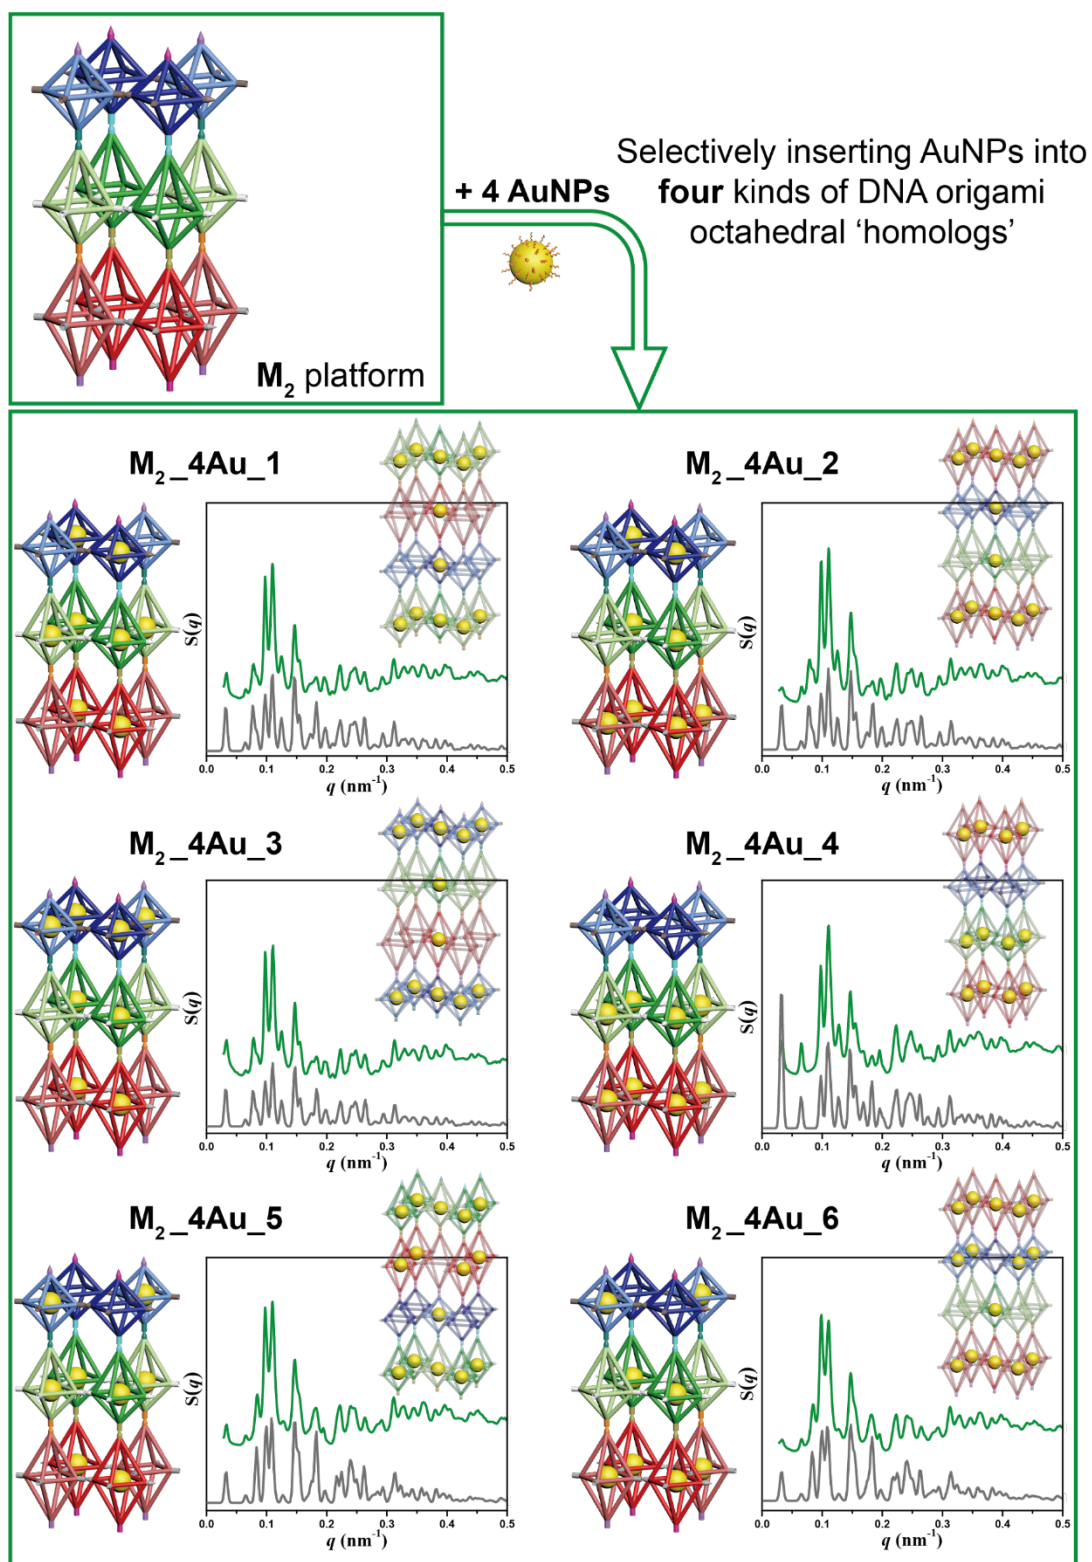 + 4 AuNPs
Selectively inserting AuNPs into
four kinds of DNA origami
octahedral ‘homologs’
M₂ platform
M₂_4Au_1
S(q)
0.0 0.1 0.2 0.3 0.4 0.5
q (nm⁻¹)
M₂_4Au_2
S(q)
0.0 0.1 0.2 0.3 0.4 0.5
q (nm⁻¹)
M₂_4Au_3
S(q)
0.0 0.1 0.2 0.3 0.4 0.5
q (nm⁻¹)
M₂_4Au_4
S(q)
0.0 0.1 0.2 0.3 0.4 0.5
q (nm⁻¹)
M₂_4Au_5
S(q)
0.0 0.1 0.2 0.3 0.4 0.5
q (nm⁻¹)
M₂_4Au_6
S(q)
0.0 0.1 0.2 0.3 0.4 0.5
q (nm⁻¹)